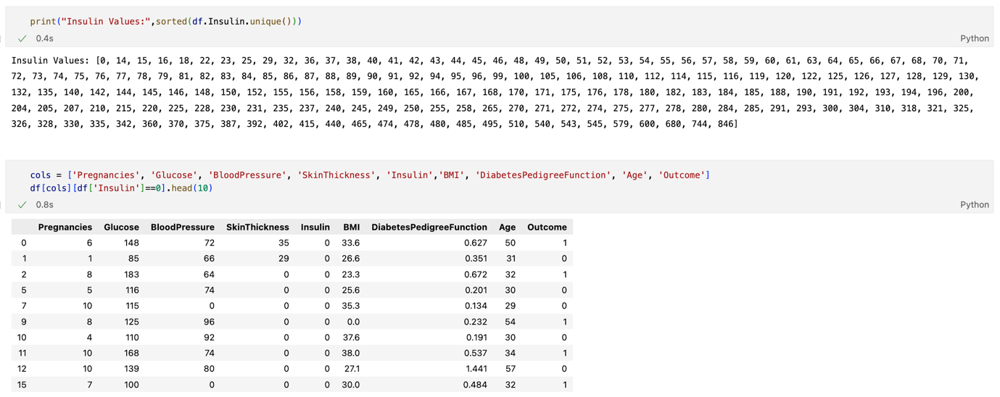 print("Insulin Values:",sorted(df.Insulin.unique()))
0.4s
Python
Insulin Values: [0, 14, 15, 16, 18, 22, 23, 25, 29, 32, 36, 37, 38, 40, 41, 42, 43, 44, 45, 46, 48, 49, 50, 51, 52, 53, 54, 55, 56, 57, 58, 59, 60, 61, 63, 64, 65, 66, 67, 68, 70, 71,
72, 73, 74, 75, 76, 77, 78, 79, 81, 82, 83, 84, 85, 86, 87, 88, 89, 90, 91, 92, 94, 95, 96, 99, 100, 105, 106, 108, 110, 112, 114, 115, 116, 119, 120, 122, 125, 126, 127, 128, 129, 130,
132, 135, 140, 142, 144, 145, 146, 148, 150, 152, 155, 156, 158, 159, 160, 165, 166, 167, 168, 170, 171, 175, 176, 178, 180, 182, 183, 184, 185, 188, 190, 191, 192, 193, 194, 196, 200,
204, 205, 207, 210, 215, 220, 225, 228, 230, 231, 235, 237, 240, 245, 249, 250, 255, 258, 265, 270, 271, 272, 274, 275, 277, 278, 280, 284, 285, 291, 293, 300, 304, 310, 318, 321, 325,
326, 328, 330, 335, 342, 360, 370, 375, 387, 392, 402, 415, 440, 465, 474, 478, 480, 485, 495, 510, 540, 543, 545, 579, 600, 680, 744, 846]
cols = ['Pregnancies', 'Glucose', 'BloodPressure', 'SkinThickness', 'Insulin','BMI', 'DiabetesPedigreeFunction', 'Age', 'Outcome']
df[cols][df['Insulin']==0].head(10)
0.8s
Python
Pregnancies Glucose BloodPressure SkinThickness Insulin BMI DiabetesPedigreeFunction Age Outcome
0 6 148 72 35 0 33.6 0.627 50 1
1 1 85 66 29 0 26.6 0.351 31 0
2 8 183 64 0 0 23.3 0.672 32 1
5 5 116 74 0 0 25.6 0.201 30 0
7 10 115 0 0 0 35.3 0.134 29 0
9 8 125 96 0 0 0.0 0.232 54 1
10 4 110 92 0 0 37.6 0.191 30 0
11 10 168 74 0 0 38.0 0.537 34 1
12 10 139 80 0 0 27.1 1.441 57 0
15 7 100 0 0 0 30.0 0.484 32 1